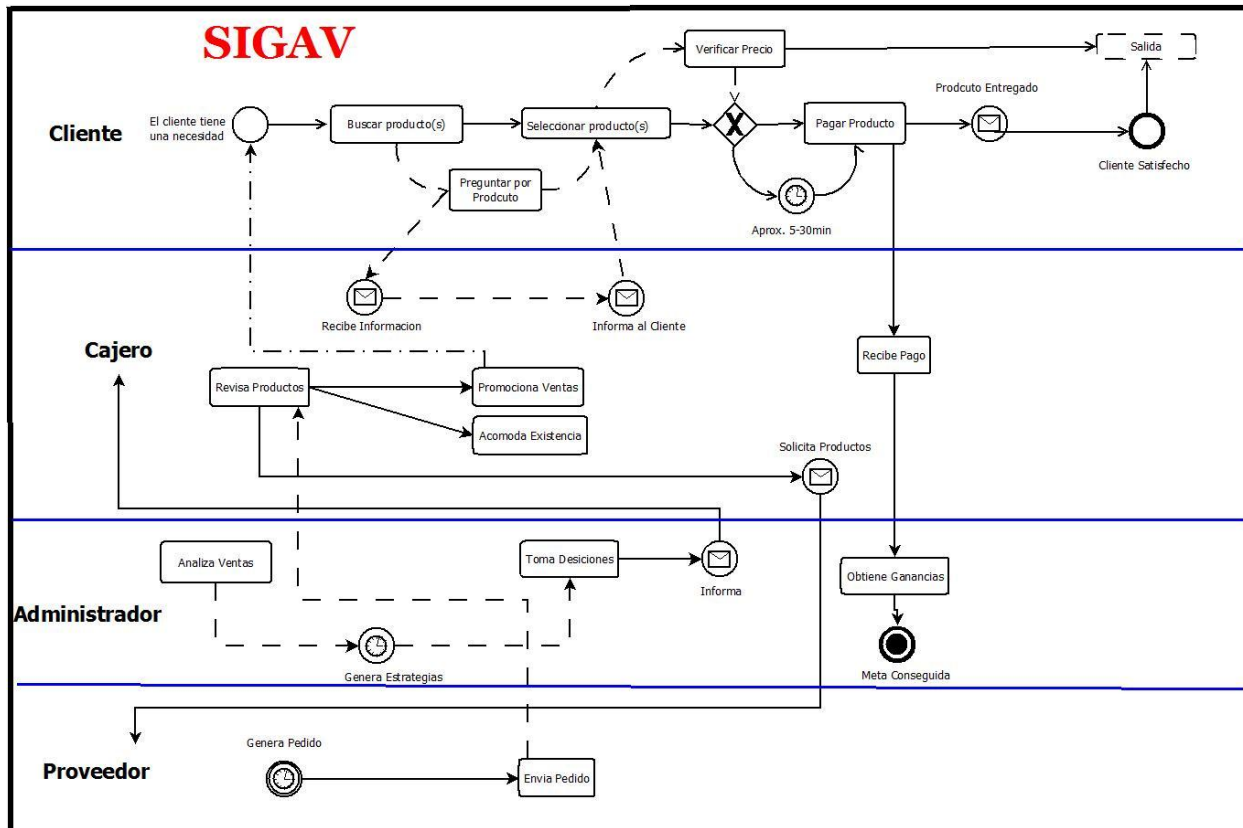 SIGAV
Verificar Precio
Salida
Cliente
El cliente tiene
una necesidad
Buscar producto(s)
Seleccionar producto(s)
X
Pagar Producto
Prodcuto Entregado
Cliente Satisfecho
Preguntar por
Prodcuto
Aprox. 5-30min
Recibe Informacion
Informa al Cliente
Cajero
Recibe Pago
Revisa Productos
Promociona Ventas
Acomoda Existencia
Solicita Productos
Analiza Ventas
Toma Desiciones
Informa
Obtiene Ganancias
Administrador
Genera Estrategias
Meta Conseguida
Genera Pedido
Proveedor
Envia Pedido